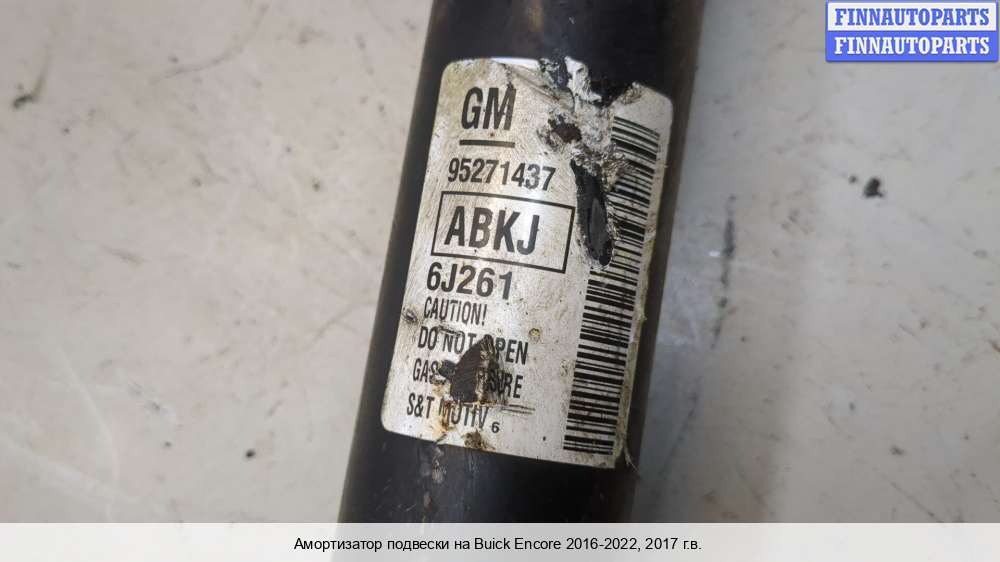 FINNAUTOPARTS
FINNAUTOPARTS
GM
95271437
ABKJ
6J261
CAUTION!
DO NOT OPEN
GAS
S&T MOTIV 6
Амортизатор подвески на Buick Encore 2016-2022, 2017 г.в.